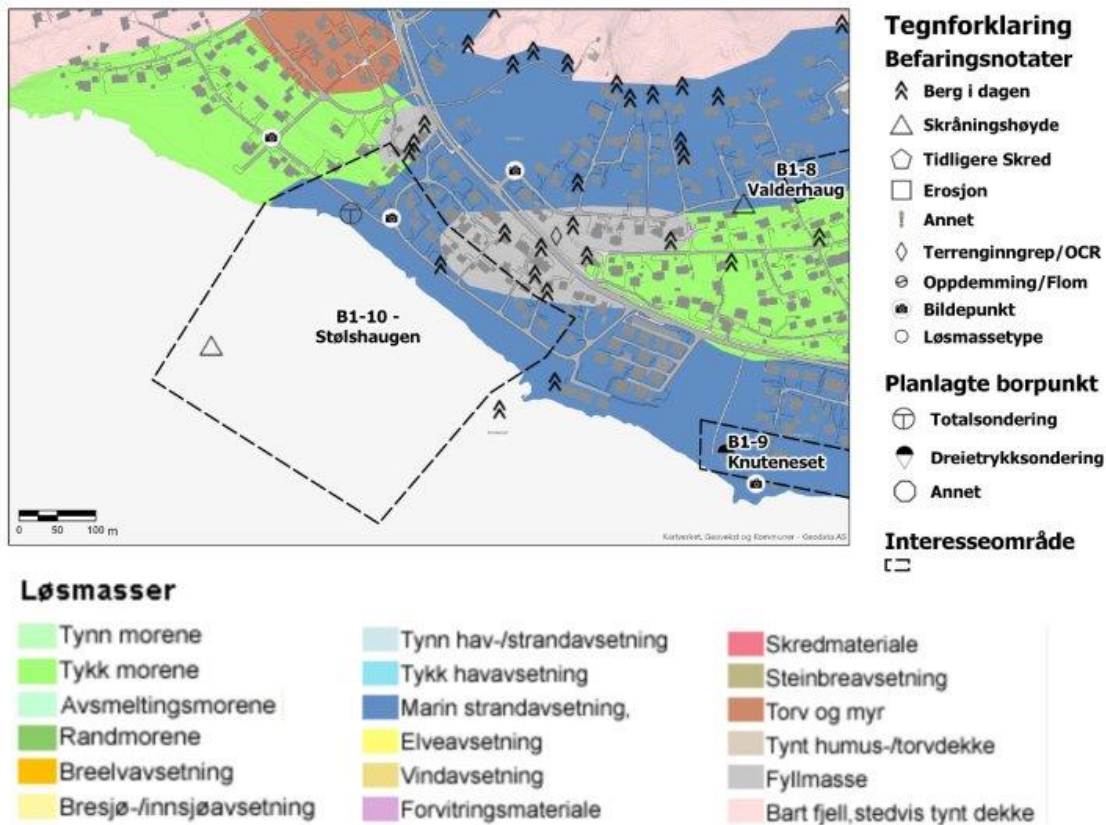 B1-8
Valderhaug
B1-10 -
Stølshaugen
B1-9
Knuteneset
0 50 100 m
Kartverket, Geovekst og Kommuner - Geodata AS
Tegnforklaring
Befaringsnotater
Berg i dagen
Skråningshøyde
Tidligere Skred
Erosjon
Annet
Terrenginngrep/OCR
Oppdemming/Flom
Bildepunkt
Løsmassetype
Planlagte borpunkt
Totalsondering
Dreietrykksondering
Annet
Interesseområde
Løsmasser
Tynn morene
Tykk morene
Avsmeltingsmorene
Randmorene
Breelvavsetning
Bresjø-/innsjøavsetning
Tynn hav-/strandavsetning
Tykk havavsetning
Marin strandavsetning,
Elveavsetning
Vindavsetning
Forvitringsmateriale
Skredmateriale
Steinbreavsetning
Torv og myr
Tynt humus-/torvdekke
Fyllmasse
Bart fjell,stedvis tynt dekke